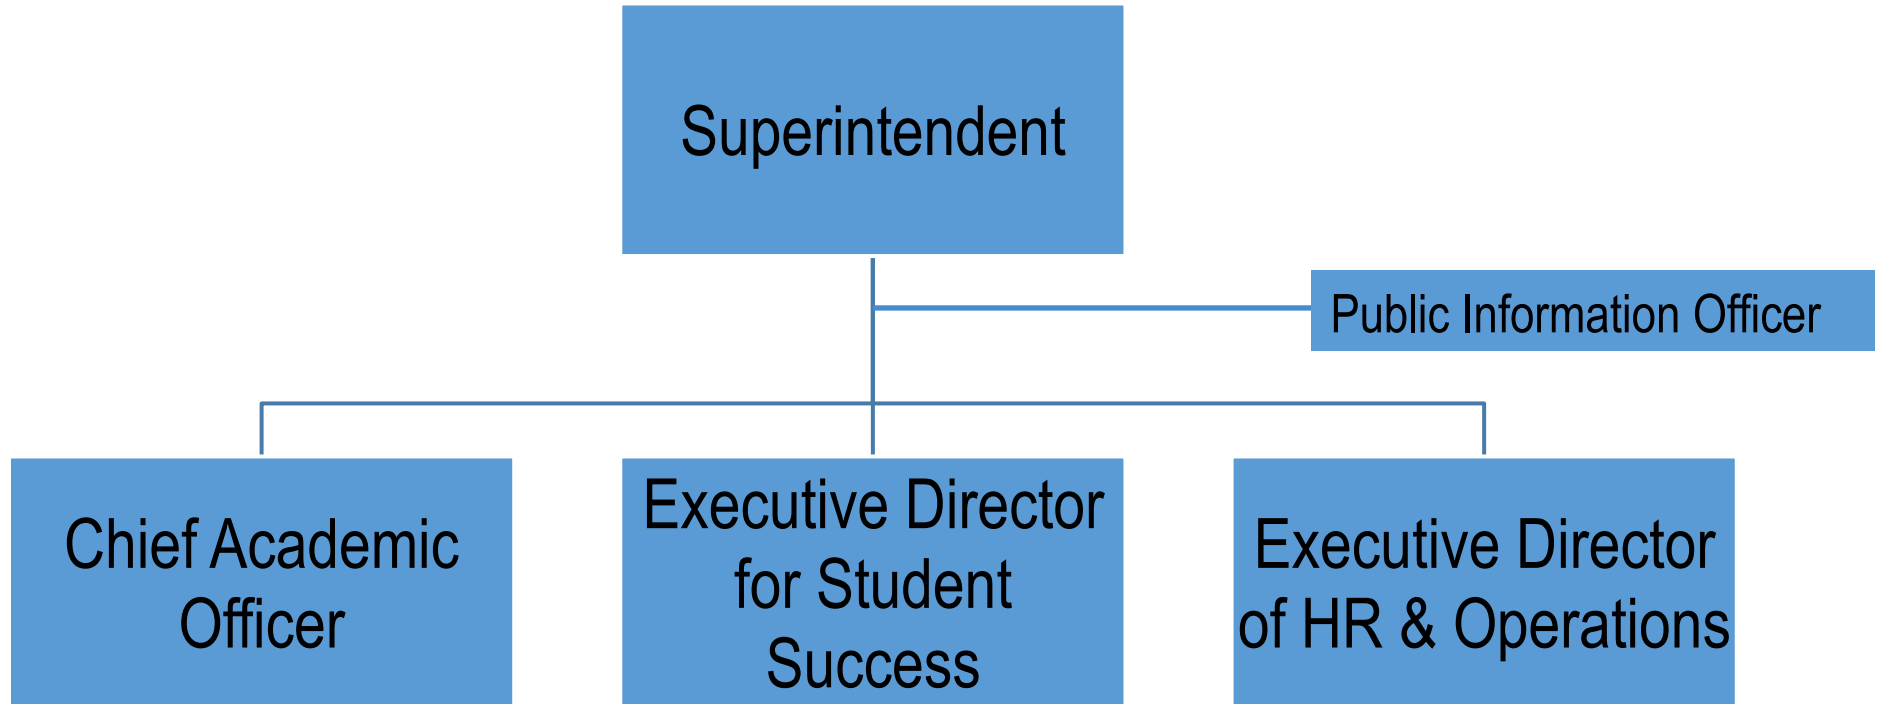 Superintendent
Public Information Officer
Chief Academic
Officer
Executive Director
for Student
Success
Executive Director
of HR & Operations